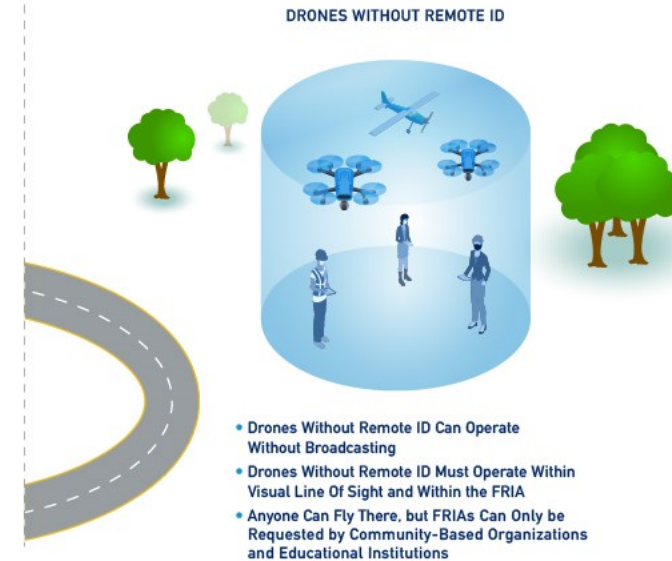 DRONES WITHOUT REMOTE ID
• Drones Without Remote ID Can Operate
Without Broadcasting
• Drones Without Remote ID Must Operate Within
Visual Line Of Sight and Within the FRIA
• Anyone Can Fly There, but FRIAs Can Only be
Requested by Community-Based Organizations
and Educational Institutions